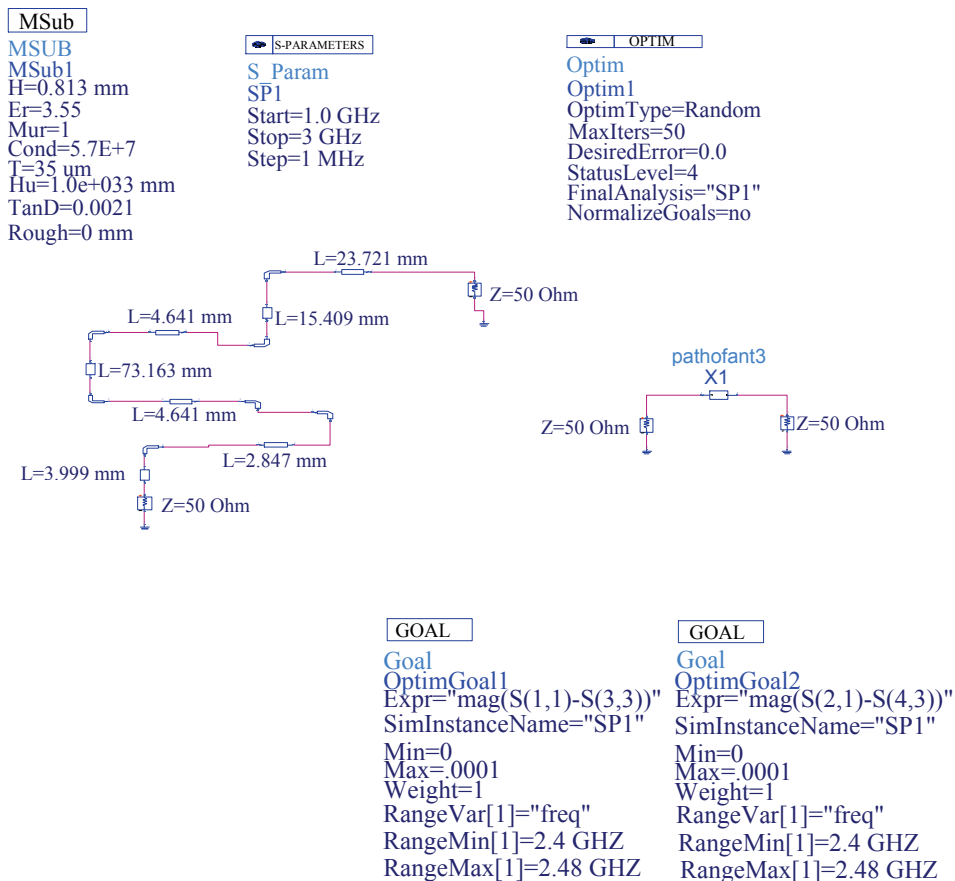 MSub
MSUB
MSub1
H=0.813 mm
Er=3.55
Mur=1
Cond=5.7E+7
T=35 um
Hu=1.0e+033 mm
TanD=0.0021
Rough=0 mm
S-PARAMETERS
S_Param
SP1
Start=1.0 GHz
Stop=3 GHz
Step=1 MHz
OPTIM
Optim
Optim1
OptimType=Random
MaxIters=50
DesiredError=0.0
StatusLevel=4
FinalAnalysis="SP1"
NormalizeGoals=no
L=23.721 mm
Z=50 Ohm
L=4.641 mm
L=15.409 mm
L=73.163 mm
L=4.641 mm
L=2.847 mm
L=3.999 mm
Z=50 Ohm
pathofant3
X1
Z=50 Ohm
Z=50 Ohm
GOAL
Goal
OptimGoal1
Expr="mag(S(1,1)-S(3,3))"
SimInstanceName="SP1"
Min=0
Max=.0001
Weight=1
RangeVar[1]="freq"
RangeMin[1]=2.4 GHZ
RangeMax[1]=2.48 GHZ
GOAL
Goal
OptimGoal2
Expr="mag(S(2,1)-S(4,3))"
SimInstanceName="SP1"
Min=0
Max=.0001
Weight=1
RangeVar[1]="freq"
RangeMin[1]=2.4 GHZ
RangeMax[1]=2.48 GHZ